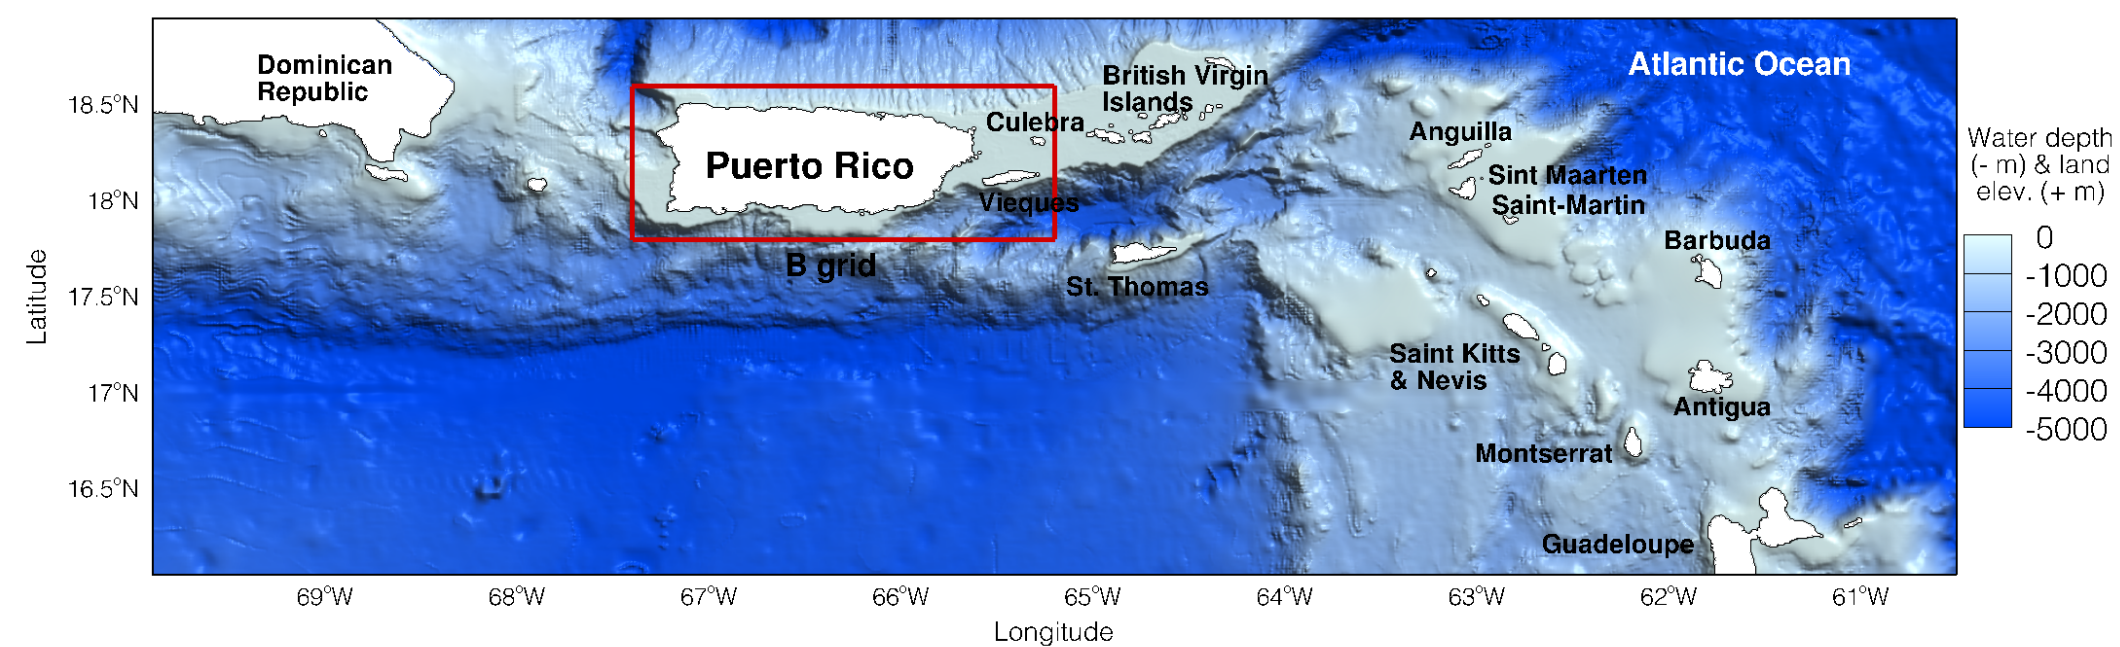 Dominican
Republic
British Virgin
Islands
Atlantic Ocean
Culebra
Anguilla
Puerto Rico
Sint Maarten
Saint-Martin
Vieques
Barbuda
B grid
St. Thomas
Saint Kitts
& Nevis
Antigua
Montserrat
Guadeloupe
Water depth
(- m) & land
elev. (+ m)
0
-1000
-2000
-3000
-4000
-5000
Latitude
18.5°N
18°N
17.5°N
17°N
16.5°N
69°W 68°W 67°W 66°W 65°W 64°W 63°W 62°W 61°W
Longitude